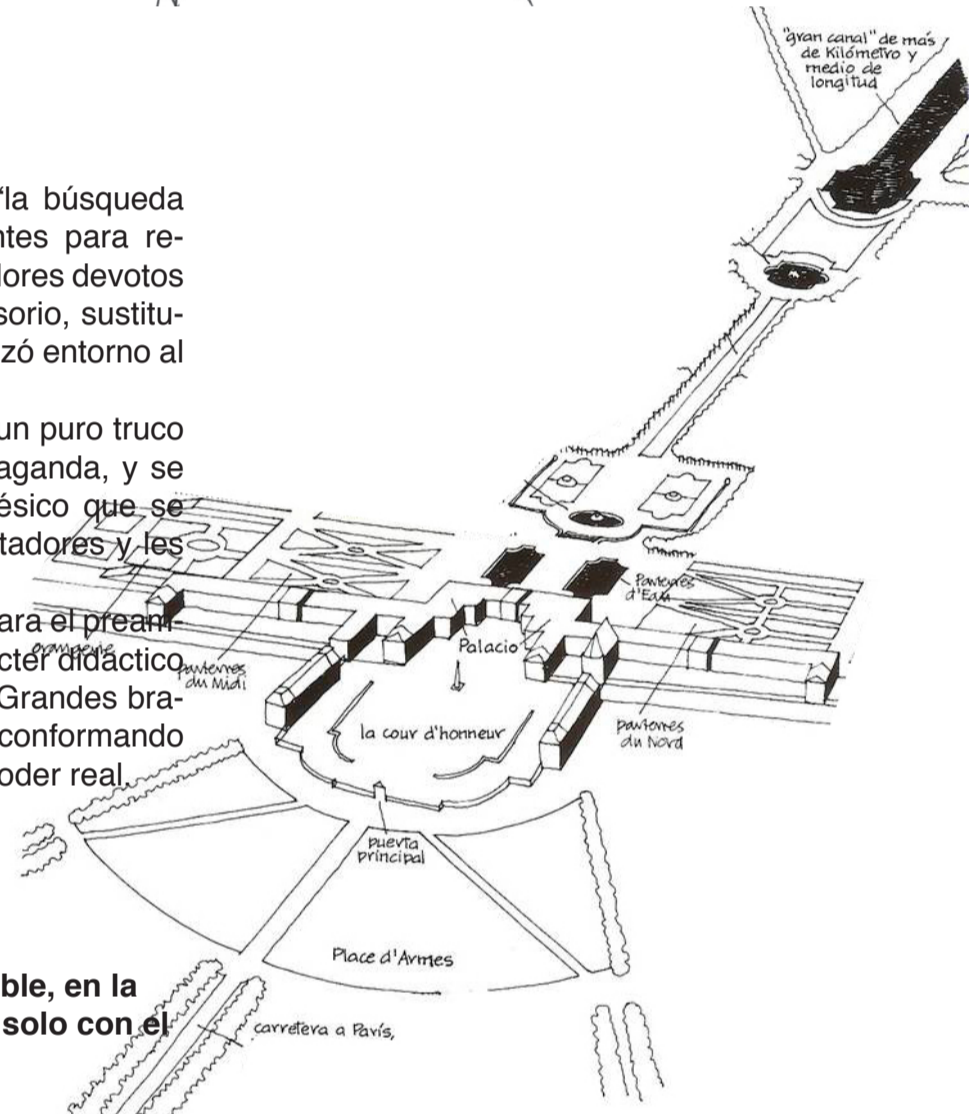 "gran canal" de más
de Kilómetro y
medio de
longitud
“la búsqueda
ntes para re-
lores devotos
sorio, sustitu-
zó entorno al
un puro truco
aganda, y se
ésico que se
tadores y les
ara el preám-
cter didáctico
Grandes bra-
conformando
oder real.
ble, en la
solo con el
Parterres
d'Eau
Palacio
orangerie
parterres
du Midi
la cour d'honneur
parterres
du Nord
puerta
principal
Place d'Armes
carretera a París,